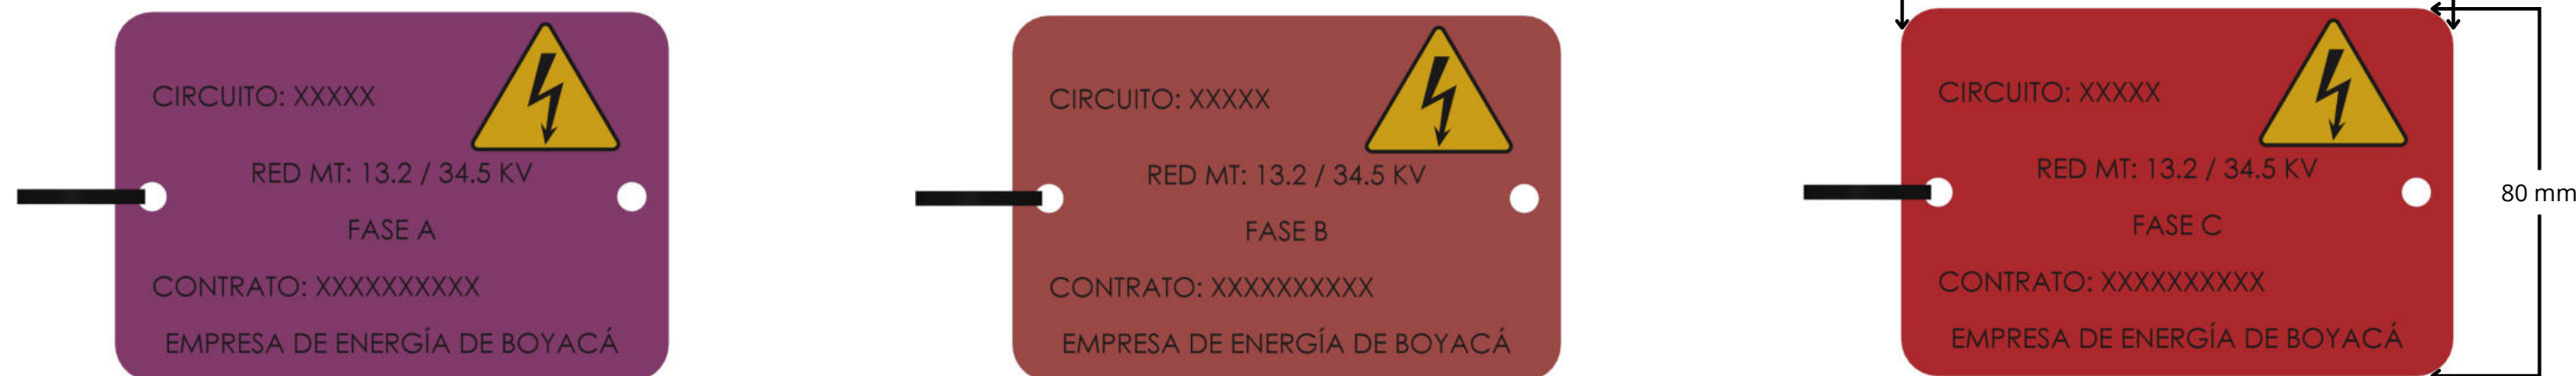 CIRCUITO: XXXXX
RED MT: 13.2 / 34.5 KV
FASE A
CONTRATO: XXXXXXXXXX
EMPRESA DE ENERGÍA DE BOYACÁ
CIRCUITO: XXXXX
RED MT: 13.2 / 34.5 KV
FASE B
CONTRATO: XXXXXXXXXX
EMPRESA DE ENERGÍA DE BOYACÁ
CIRCUITO: XXXXX
RED MT: 13.2 / 34.5 KV
FASE C
CONTRATO: XXXXXXXXXX
EMPRESA DE ENERGÍA DE BOYACÁ
80 mm